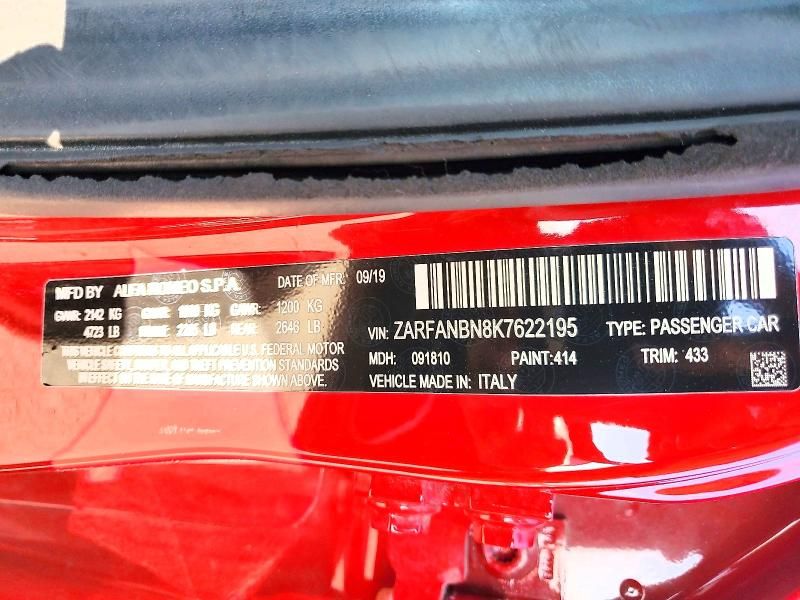 MFD BY ALFA ROMEO S.P.A. DATE OF MFR: 09/19
GVWR: 2142 KG GAWR: KG GAWR: 1200 KG
4723 LB LB REAR: 2646 LB
THIS VEHICLE CONFORMS TO ALL APPLICABLE U.S. FEDERAL MOTOR
VEHICLE SAFETY, BUMPER, AND THEFT PREVENTION STANDARDS
IN EFFECT ON THE DATE OF MANUFACTURE SHOWN ABOVE.
VIN: ZARFANBN8K7622195 TYPE: PASSENGER CAR
MDH: 091810 PAINT: 414 TRIM: 433
VEHICLE MADE IN: ITALY